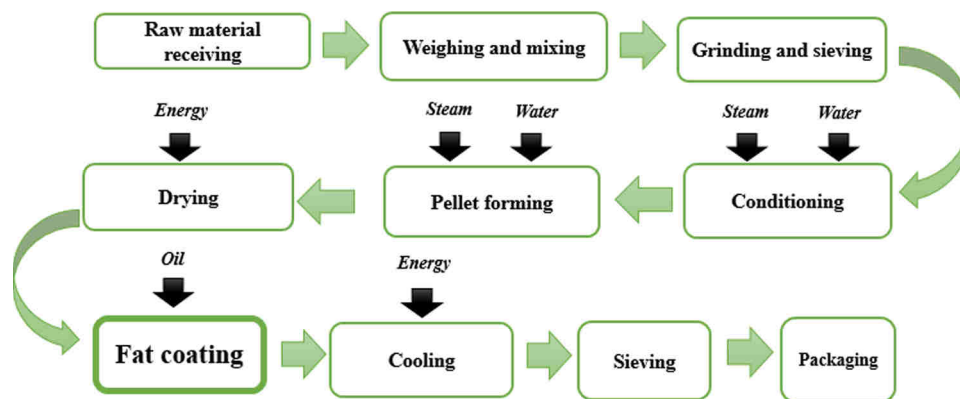 Raw material
receiving
Weighing and mixing
Grinding and sieving
Energy
Steam
Water
Steam
Water
Drying
Pellet forming
Conditioning
Oil
Energy
Fat coating
Cooling
Sieving
Packaging